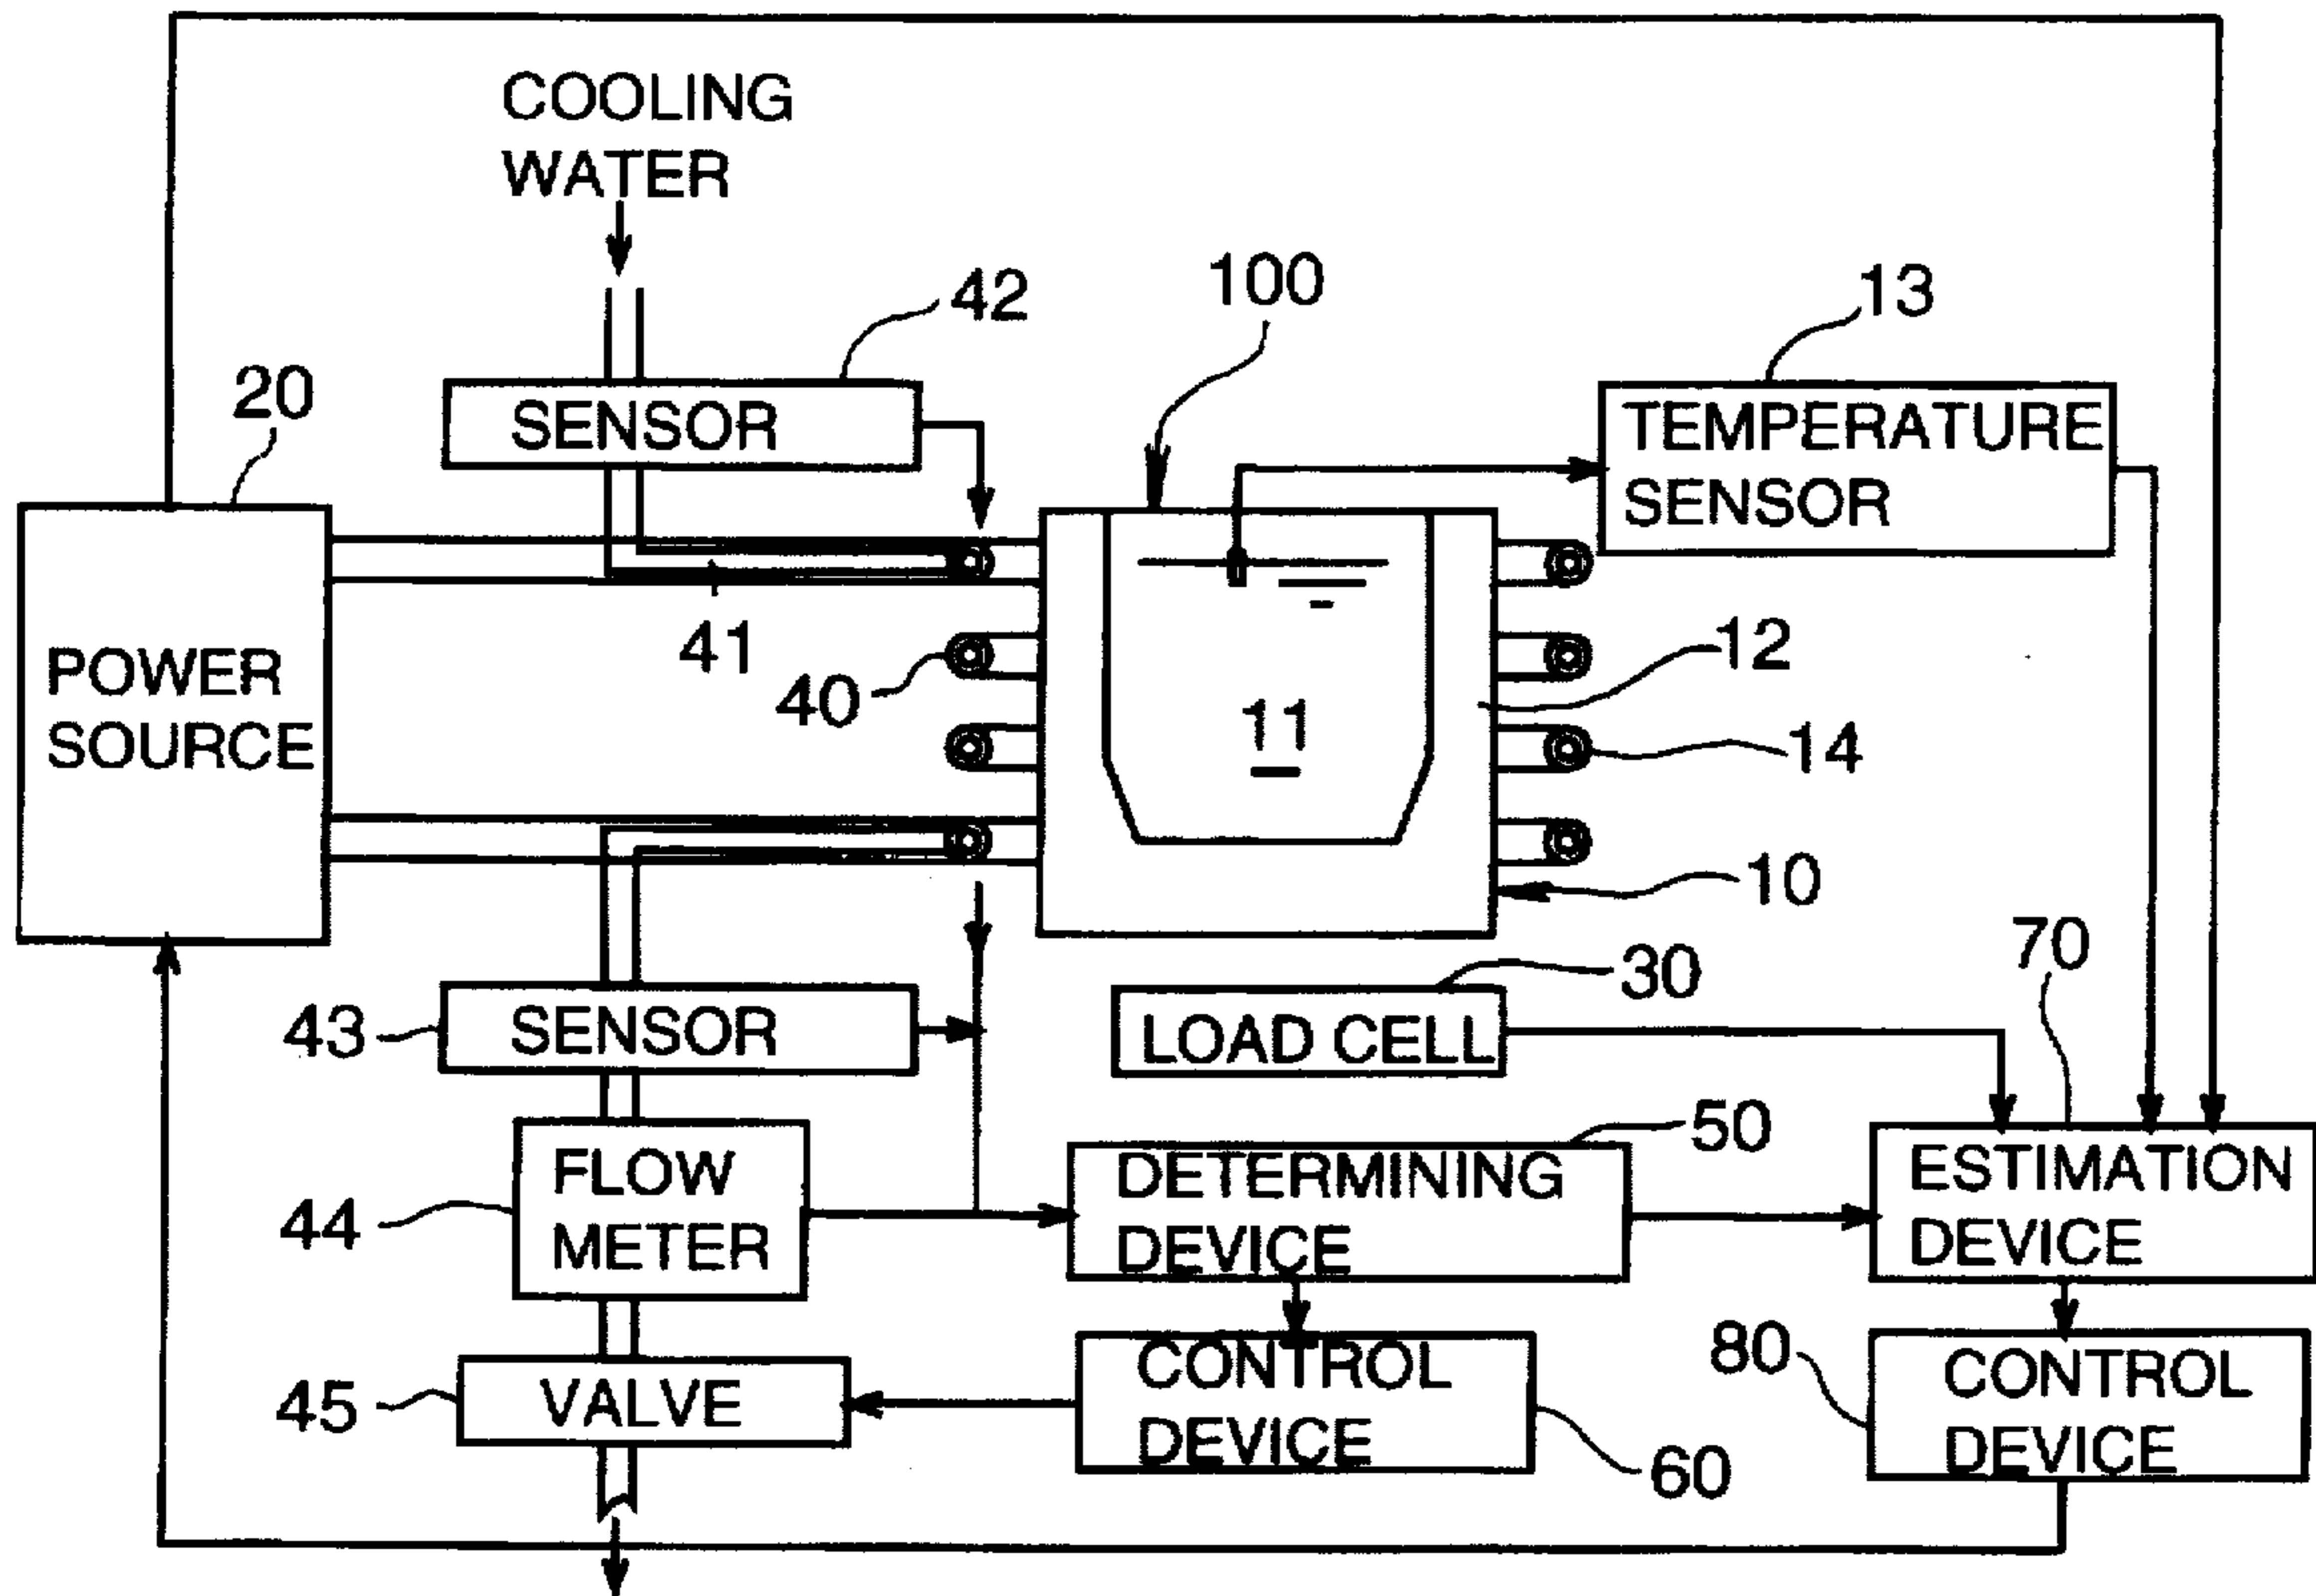 COOLING
WATER
42
100
13
20
SENSOR
TEMPERATURE
SENSOR
41
40
12
11
14
POWER
SOURCE
10
70
30
43
SENSOR
LOAD CELL
50
44
FLOW
METER
DETERMINING
DEVICE
ESTIMATION
DEVICE
45
VALVE
CONTROL
DEVICE
60
80
CONTROL
DEVICE